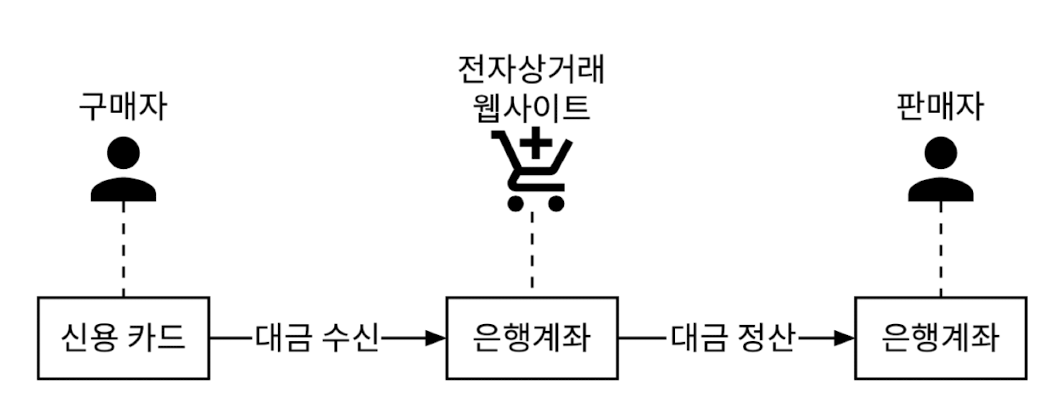 전자상거래
웹사이트
구매자
판매자
신용 카드
대금 수신
은행계좌
대금 정산
은행계좌